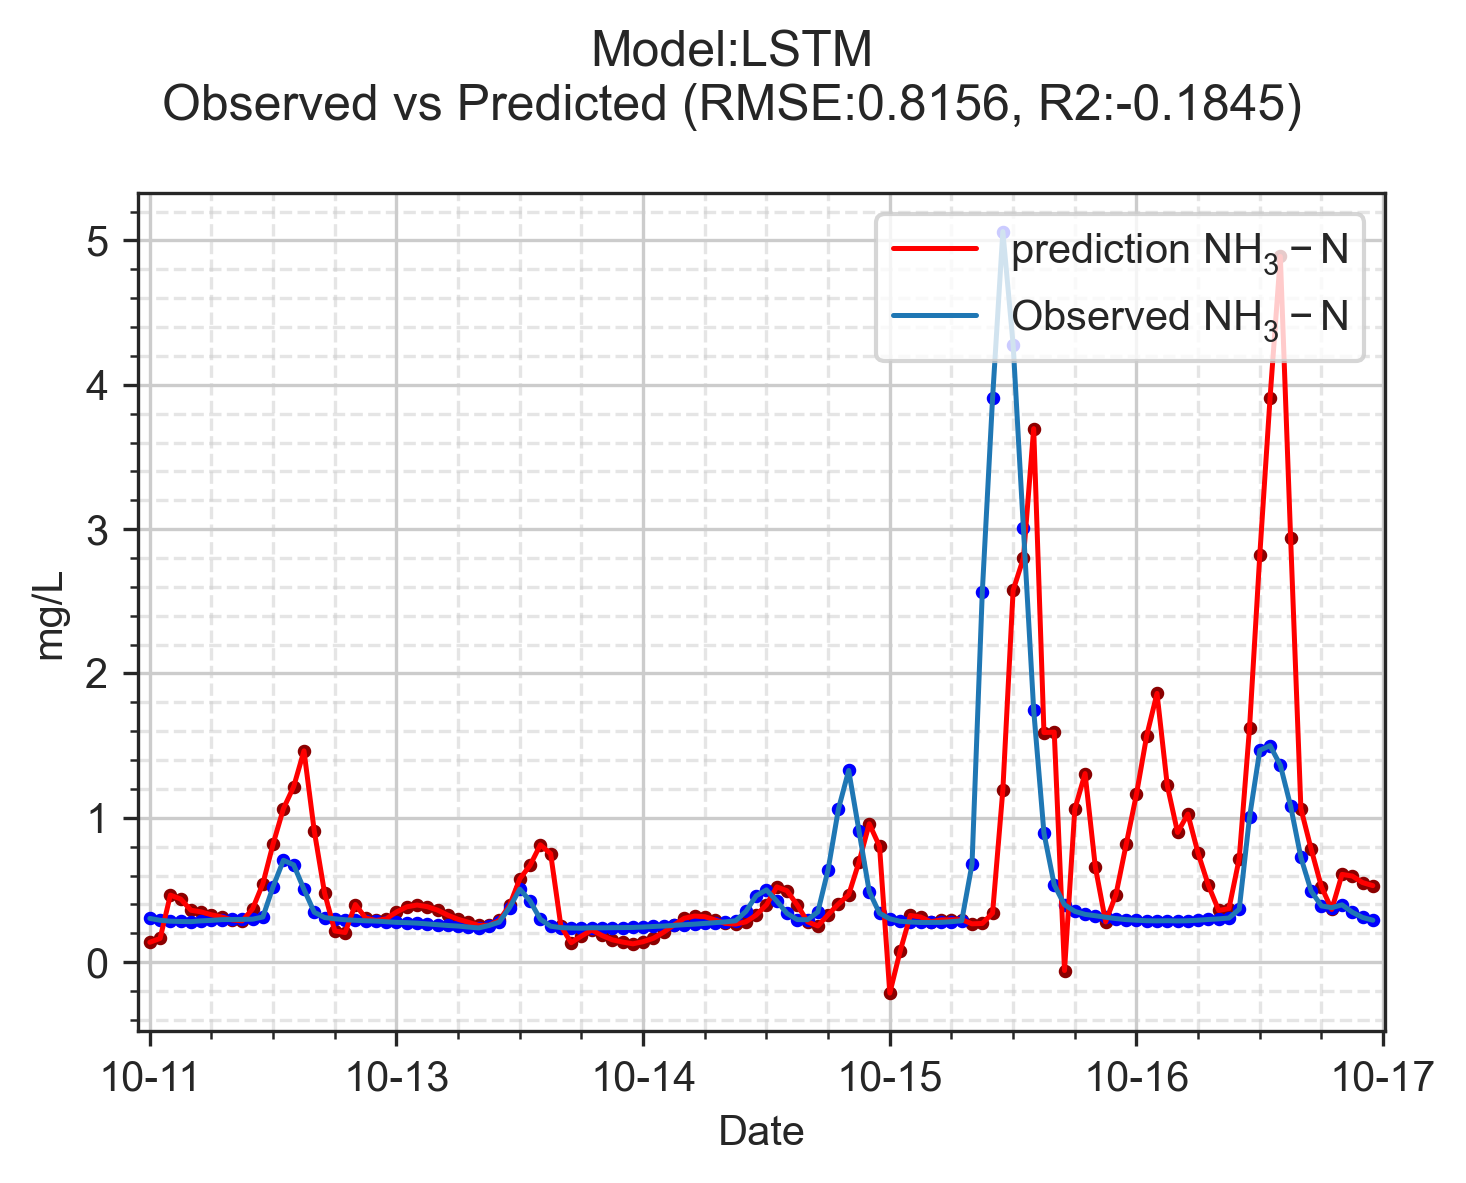 Model:LSTM
Observed vs Predicted (RMSE:0.8156, R2:-0.1845)
prediction NH₃ − N
Observed NH₃ − N
5
4
3
2
1
0
mg/L
10-11 10-13 10-14 10-15 10-16 10-17
Date